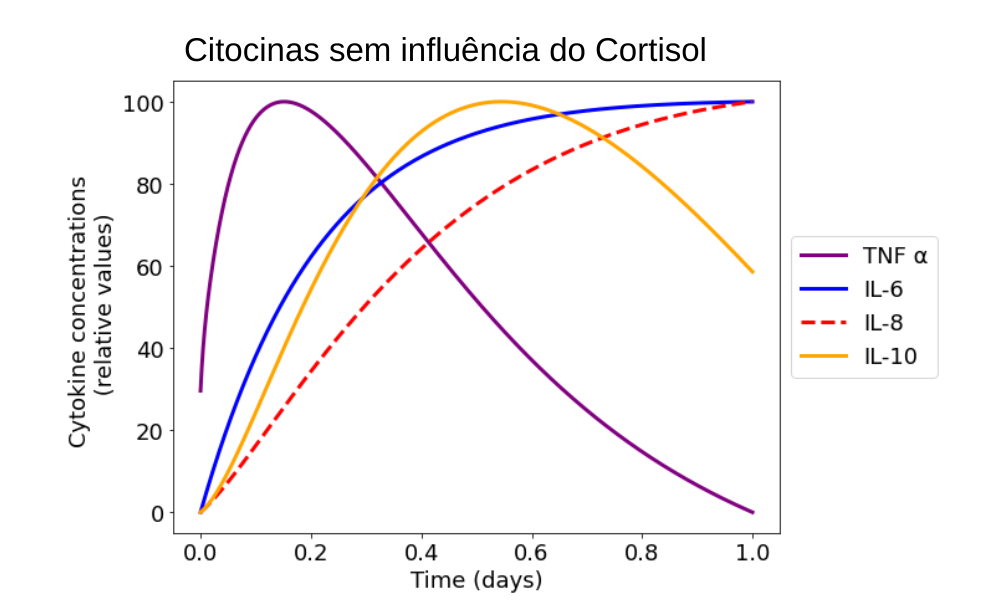 Citocinas sem influência do Cortisol
Cytokine concentrations
(relative values)
100
80
60
40
20
0
0.0 0.2 0.4 0.6 0.8 1.0
Time (days)
TNF α
IL-6
IL-8
IL-10